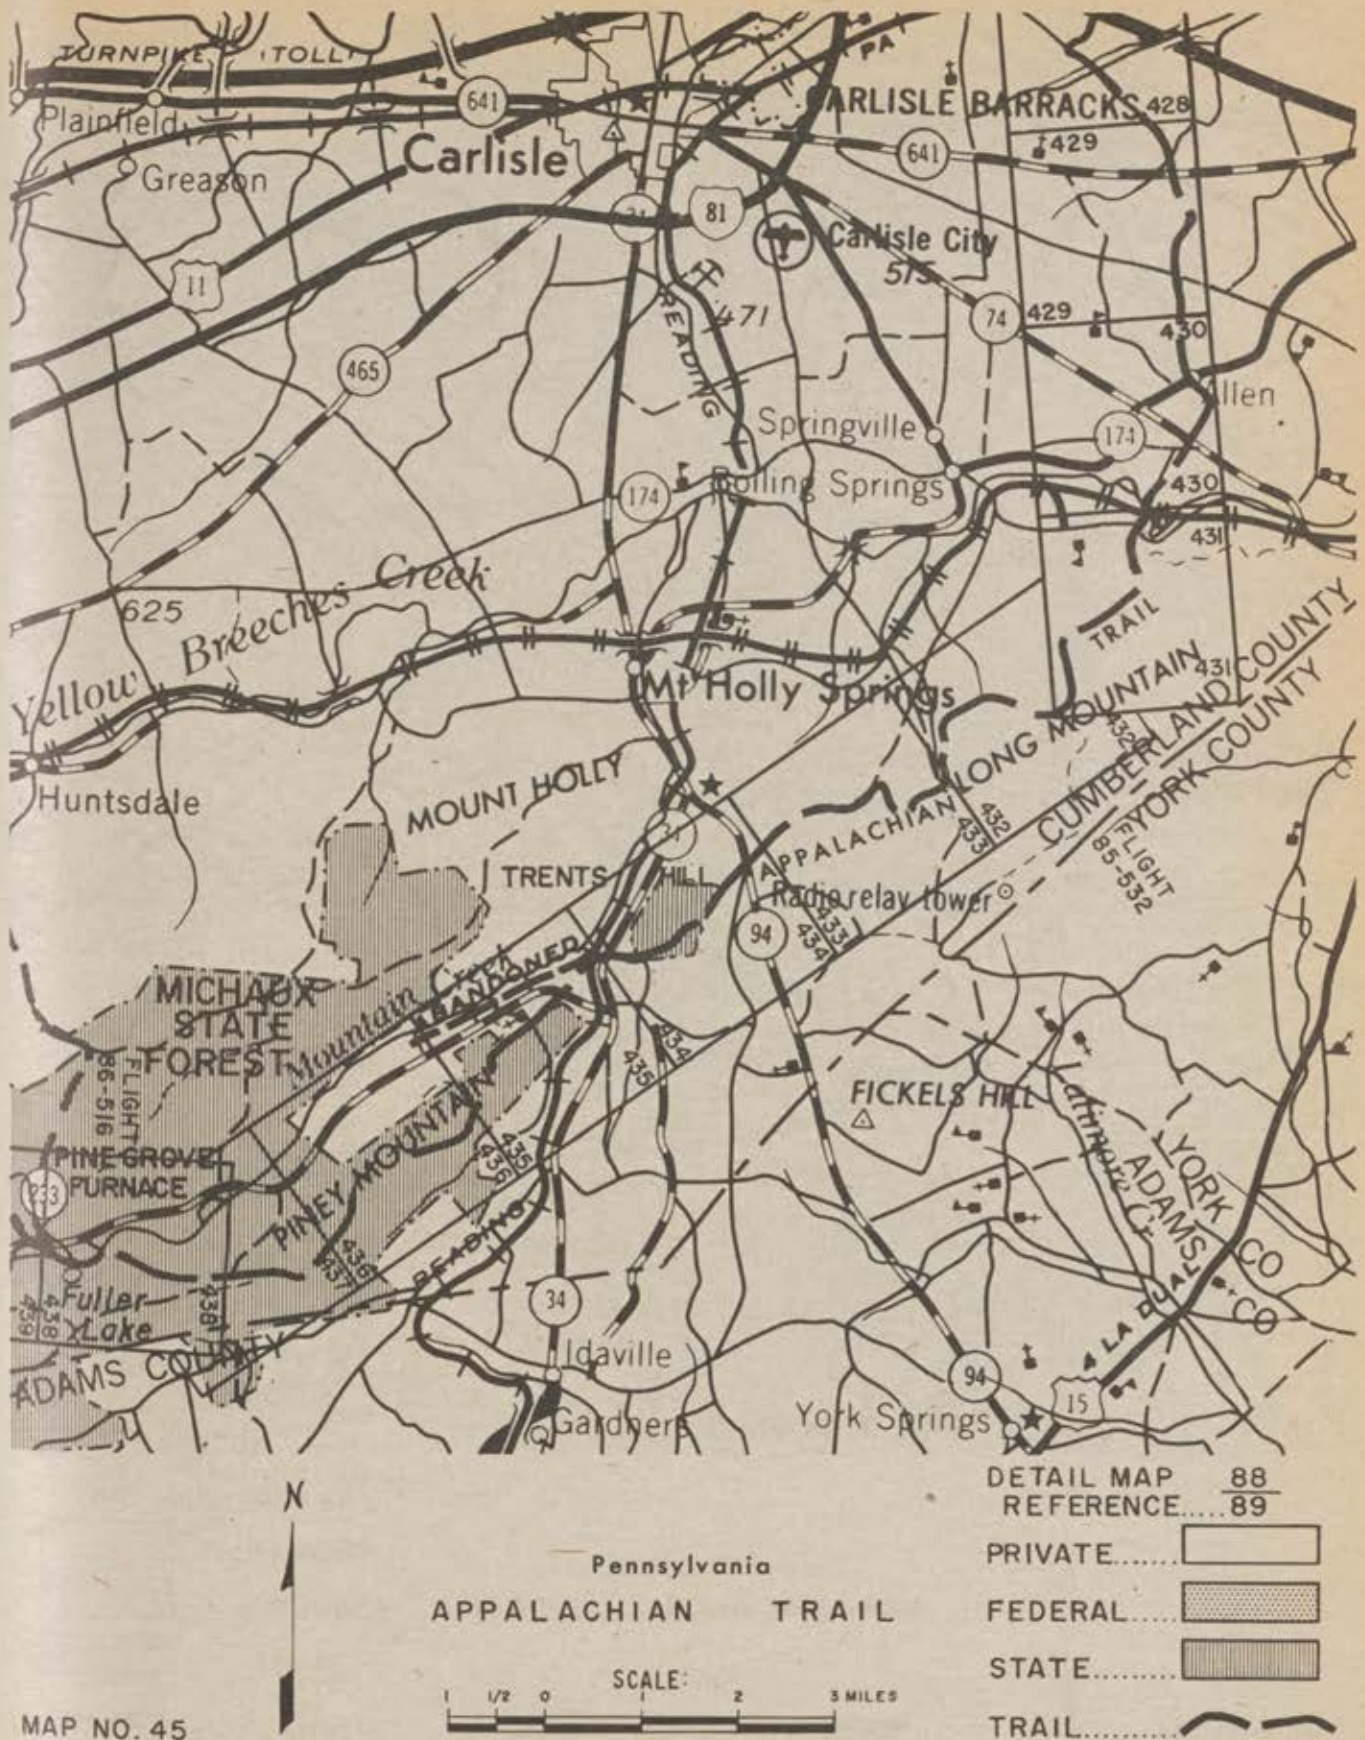 TURNPIKE (TOLL)
PA
641
CARLISLE BARRACKS
428
429
Plainfield
Carlisle
641
Greason
81
Carlisle City
515
11
471
READING
74
429
430
465
Allen
Springville
174
174
Boiling Springs
430
431
Yellow Breeches Creek
625
TRAIL
431
Mt Holly Springs
LONG MOUNTAIN
CUMBERLAND COUNTY
YORK COUNTY
432
Huntsdale
MOUNT HOLLY
432
433
FLIGHT
85-532
APPALACHIAN
TRENTS HILL
Radio relay tower
433
434
94
MICHAUX
STATE
FOREST
Mountain Creek
ABANDONED
434
435
FLIGHT
86-516
FICKELS HILL
Latimore Cr
PINE GROVE
FURNACE
233
PINEY MOUNTAIN
435
436
YORK CO
ADAMS CO
436
437
READING
34
Fuller
Lake
438
439
438
ADAMS COUNTY
Idaville
94
15
Gardners
York Springs
N
DETAIL MAP 88
REFERENCE..... 89
PRIVATE.......
Pennsylvania
APPALACHIAN TRAIL
FEDERAL.....
STATE.........
SCALE:
1 1/2 0 1 2 3 MILES
TRAIL..........
MAP NO. 45